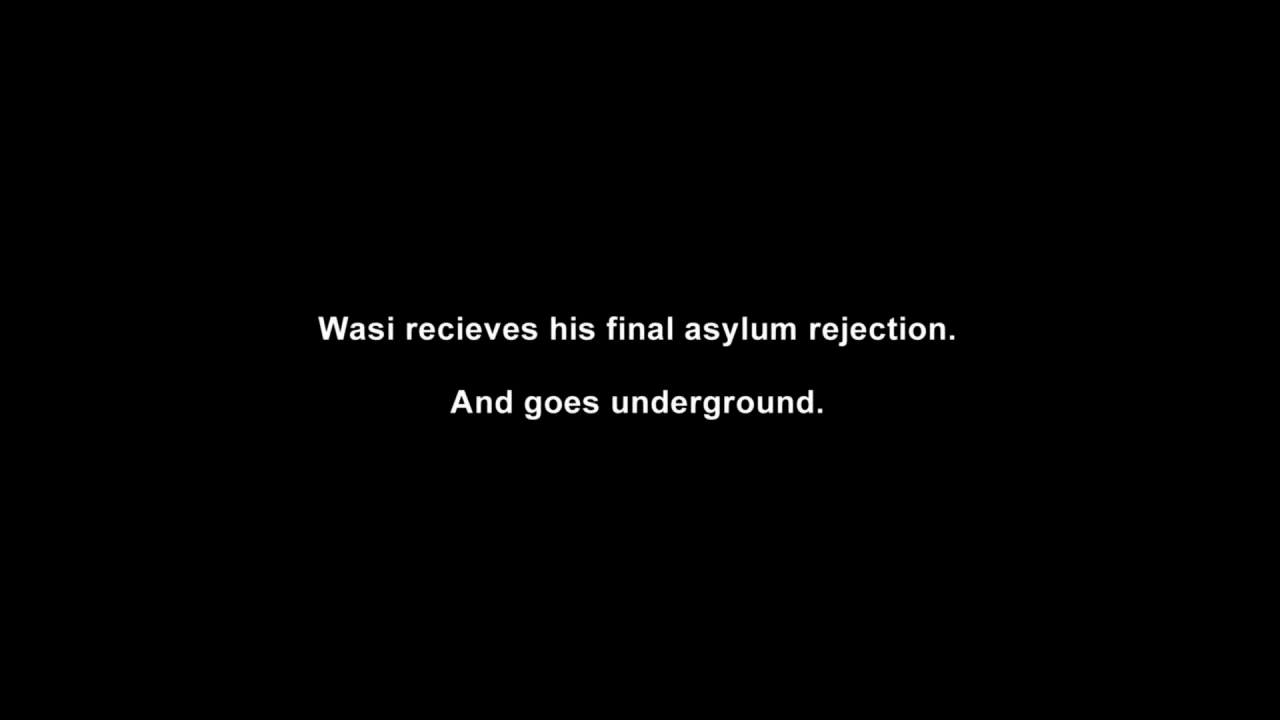 Wasi recieves his final asylum rejection.
And goes underground.